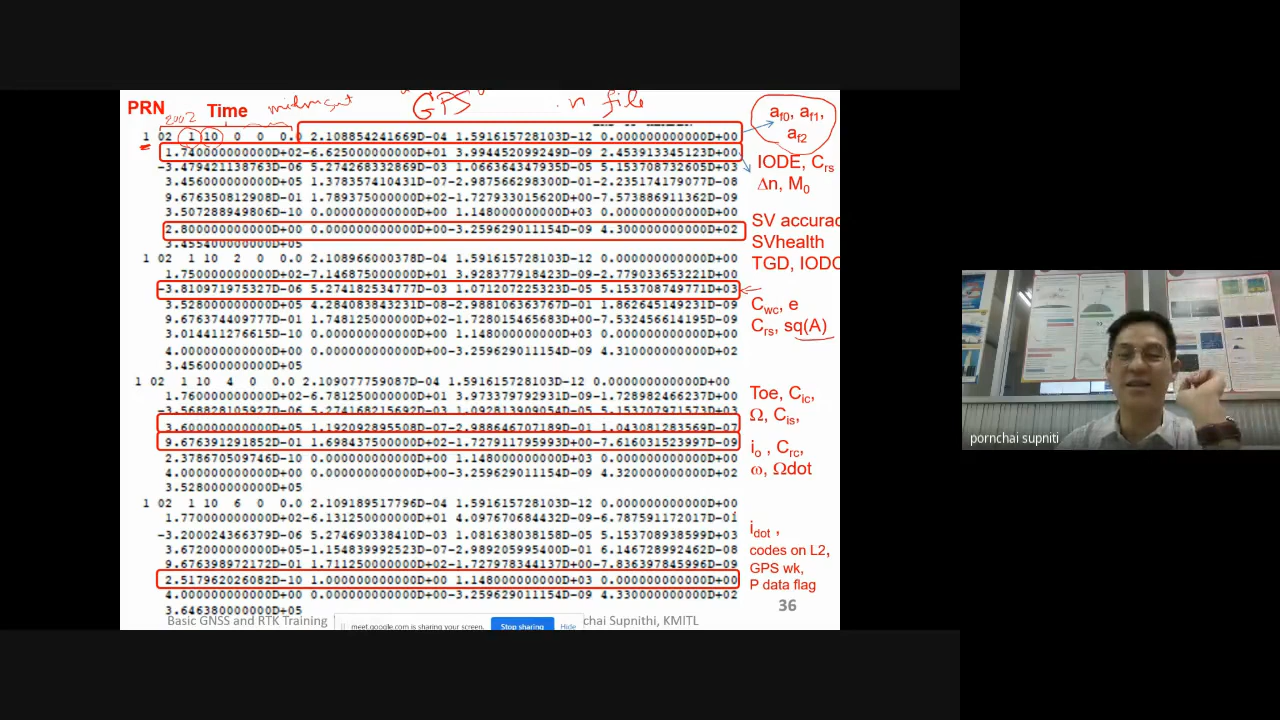 PRN Time midnight GPS .n file
2002
1 02 1 10 0 0 0.0 2.108854241669D-04 1.591615728103D-12 0.000000000000D+00
1.740000000000D+02-6.625000000000D+01 3.994452099249D-09 2.453913345123D+00
-3.479421138763D-06 5.274268332869D-03 1.066364347935D-05 5.153708732605D+03
3.456000000000D+05 1.378357410431D-07-2.987566298300D-01-2.235174179077D-08
9.676350812908D-01 1.789375000000D+00-1.727933015620D+00-7.573886911362D-09
3.507288949806D-10 0.000000000000D+00 1.148000000000D+03 0.000000000000D+00
2.800000000000D+00 0.000000000000D+00-3.259629011154D-09 4.300000000000D+02
3.455400000000D+05
1 02 1 10 2 0 0.0 2.108966000378D-04 1.591615728103D-12 0.000000000000D+00
1.750000000000D+02-7.146875000000D+01 3.928377918423D-09-2.779033653221D+00
-3.810971975327D-06 5.274182534777D-03 1.071207225323D-05 5.153708749771D+03
3.528000000000D+05 4.284083843231D-08-2.988106363767D-01 1.862645149231D-09
9.676374409777D-01 1.748125000000D+02-1.728015465683D+00-7.532456614195D-09
3.014411276615D-10 0.000000000000D+00 1.148000000000D+03 0.000000000000D+00
4.000000000000D+00 0.000000000000D+00-3.259629011154D-09 4.310000000000D+02
3.456000000000D+05
1 02 1 10 4 0 0.0 2.109077759087D-04 1.591615728103D-12 0.000000000000D+00
1.760000000000D+02-6.781250000000D+01 3.973379792931D-09-1.728982466237D+00
-3.568828105927D-06 5.274168215692D-03 1.092813909054D-05 5.153707971573D+03
3.600000000000D+05 1.192092895508D-07-2.988646707189D-01 1.043081283569D-07
9.676391291852D-01 1.698437500000D+02-1.727911795993D+00-7.616031523997D-09
2.378670509746D-10 0.000000000000D+00 1.148000000000D+03 0.000000000000D+00
4.000000000000D+00 0.000000000000D+00-3.259629011154D-09 4.320000000000D+02
3.528000000000D+05
1 02 1 10 6 0 0.0 2.109189517796D-04 1.591615728103D-12 0.000000000000D+00
1.770000000000D+02-6.131250000000D+01 4.097670684432D-09-6.787591172017D-01
-3.200024366379D-06 5.274690338410D-03 1.081638038158D-05 5.153708938599D+03
3.672000000000D+05-1.154839992523D-07-2.989205995400D-01 6.146728992462D-08
9.676398972172D-01 1.711250000000D+02-1.727978344137D+00-7.836397845996D-09
2.517962026082D-10 1.000000000000D+00 1.148000000000D+03 0.000000000000D+00
4.000000000000D+00 0.000000000000D+00-3.259629011154D-09 4.330000000000D+02
3.646380000000D+05
af0, af1,
af2
IODE, Crs
Δn, M0
SV accurac
SVhealth
TGD, IODC
Cwc, e
Crs, sq(A)
Toe, Cic,
Ω, Cis,
io , Crc,
ω, Ωdot
idot ,
codes on L2,
GPS wk,
P data flag
36
Basic GNSS and RTK Training
chai Supnithi, KMITL
meet.google.com is sharing your screen.
Stop sharing
Hide
pornchai supniti